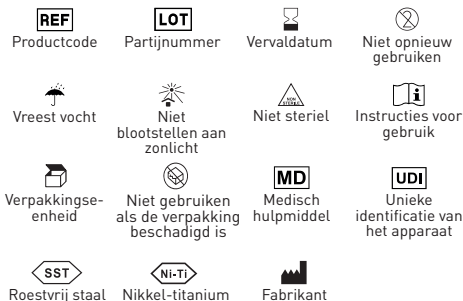 REF LOT
Productcode Partijnummer Vervaldatum Niet opnieuw
gebruiken
NON
STERILE
Vreest vocht Niet Niet steriel Instructies voor
blootstellen aan gebruik
zonlicht
MD UDI
Verpakkingse- Niet gebruiken Medisch Unieke
enheid als de verpakking hulpmiddel identificatie van
beschadigd is het apparaat
SST Ni-Ti
Roestvrij staal Nikkel-titanium Fabrikant